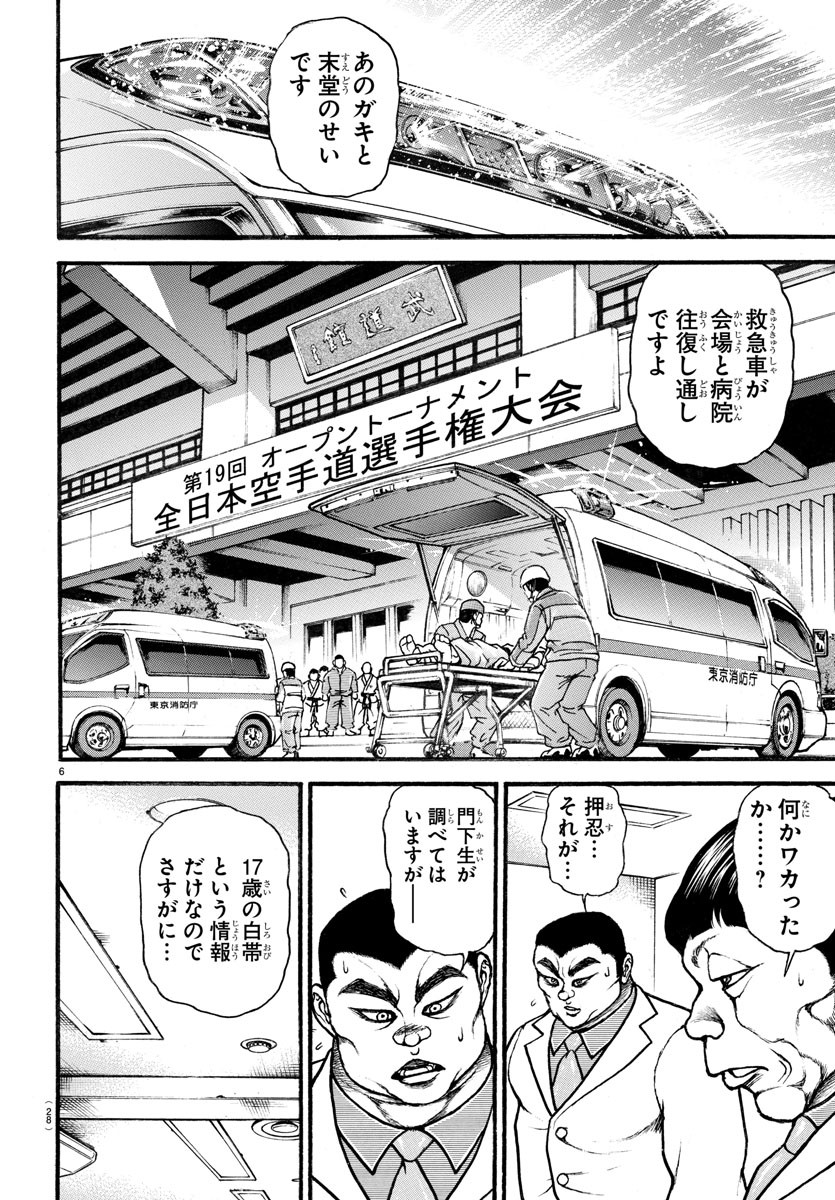 あのガキと
末堂のせい
です
救急車が
会場と病院
往復し通し
ですよ
武道館
第19回 オープントーナメント
全日本空手道選手権大会
東京消防庁
東京消防庁
6
何かワカった
か……?
押忍…
それが…
門下生が
調べては
いますが
――
17歳の白帯
という情報
だけなので
さすがに…
(28)